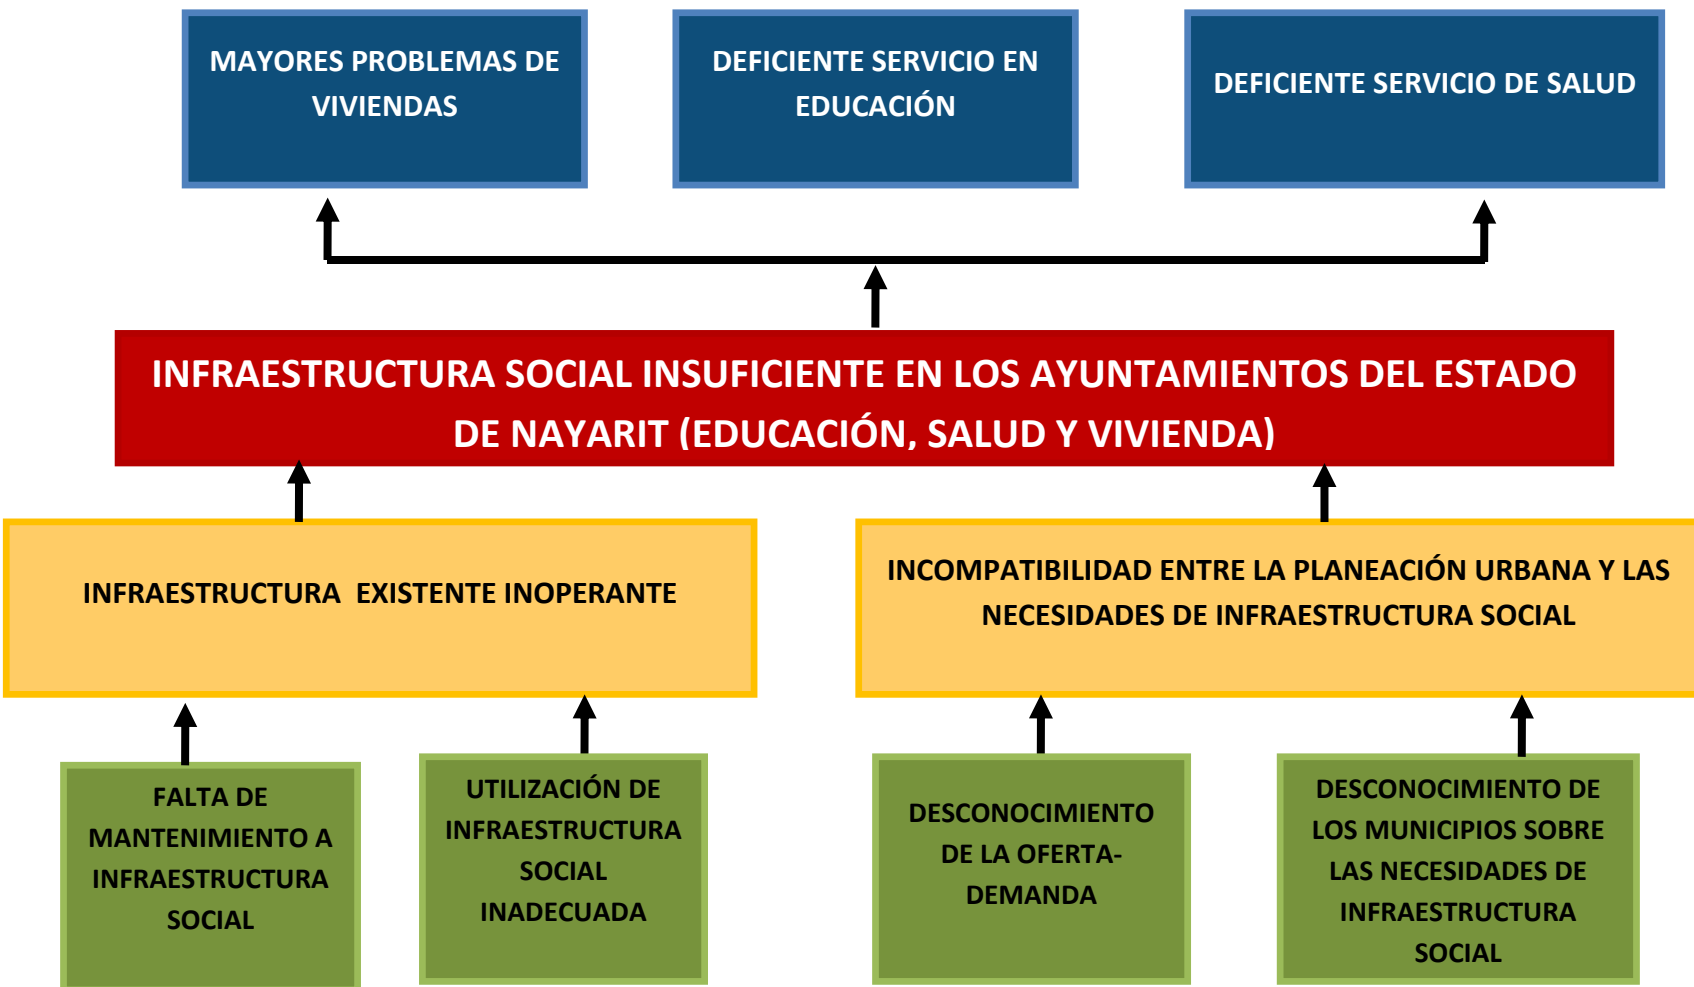 MAYORES PROBLEMAS DE
VIVIENDAS
DEFICIENTE SERVICIO EN
EDUCACIÓN
DEFICIENTE SERVICIO DE SALUD
INFRAESTRUCTURA SOCIAL INSUFICIENTE EN LOS AYUNTAMIENTOS DEL ESTADO
DE NAYARIT (EDUCACIÓN, SALUD Y VIVIENDA)
INFRAESTRUCTURA EXISTENTE INOPERANTE
INCOMPATIBILIDAD ENTRE LA PLANEACIÓN URBANA Y LAS
NECESIDADES DE INFRAESTRUCTURA SOCIAL
FALTA DE
MANTENIMIENTO A
INFRAESTRUCTURA
SOCIAL
UTILIZACIÓN DE
INFRAESTRUCTURA
SOCIAL
INADECUADA
DESCONOCIMIENTO
DE LA OFERTA-
DEMANDA
DESCONOCIMIENTO DE
LOS MUNICIPIOS SOBRE
LAS NECESIDADES DE
INFRAESTRUCTURA
SOCIAL